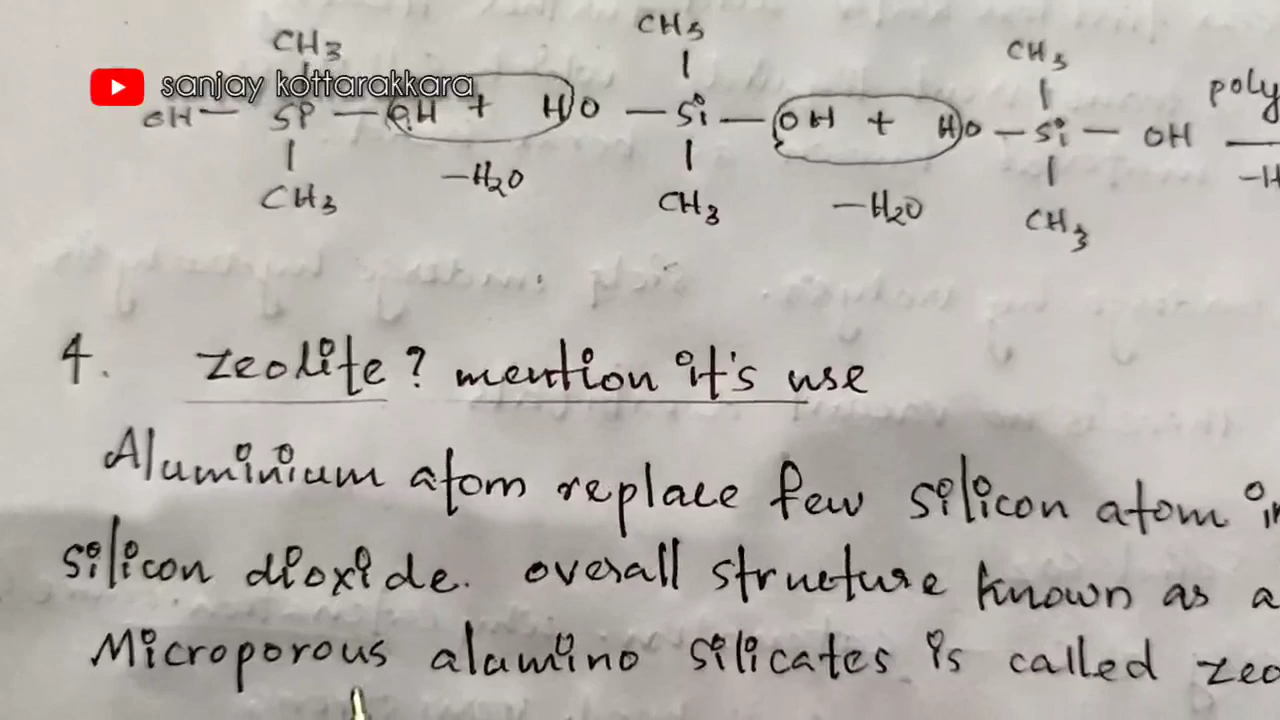 sanjay kottarakkara
CH3 CH3 CH3
OH — Si — OH + HO — Si — OH + HO — Si — OH poly
-H2O -H2O -H
CH3 CH3 CH3
4. zeolite? mention it's use
Aluminium atom replace few silicon atom in
silicon dioxide. overall structure known as a
Microporous alumino silicates is called zeo